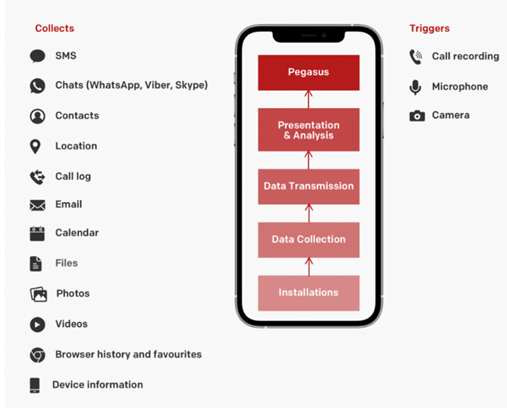 Collects
SMS
Chats (WhatsApp, Viber, Skype)
Contacts
Location
Call log
Email
Calendar
Files
Photos
Videos
Browser history and favourites
Device information
Pegasus
Presentation
& Analysis
Data Transmission
Data Collection
Installations
Triggers
Call recording
Microphone
Camera